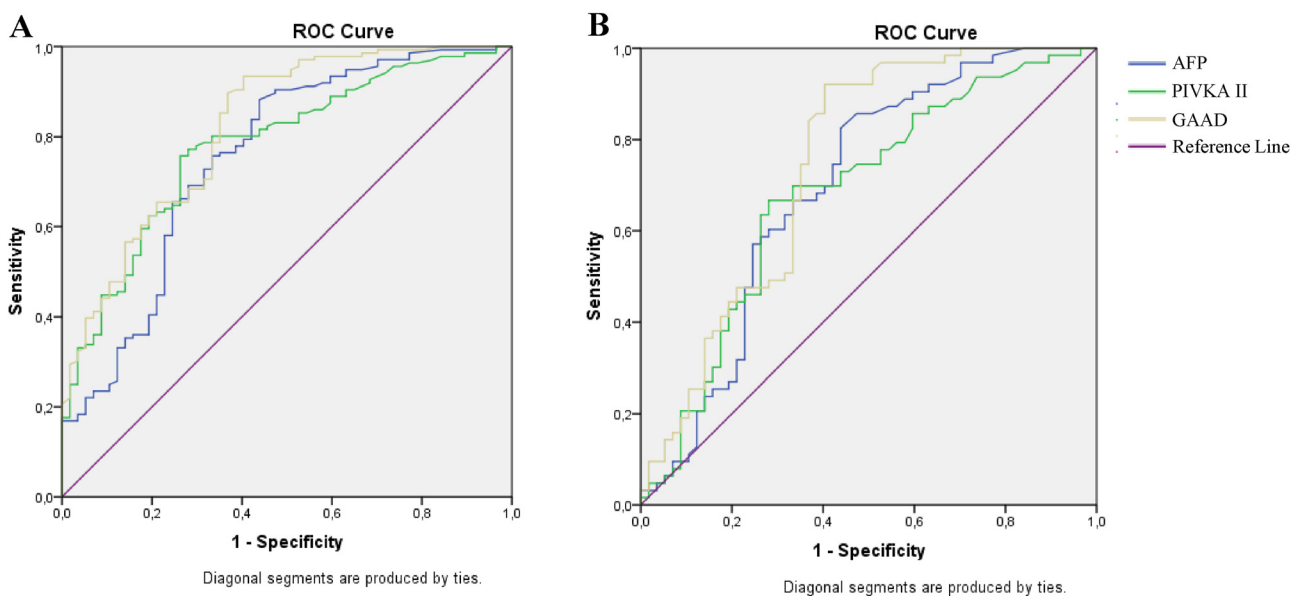 A
ROC Curve
1,0
0,8
0,6
0,4
0,2
0,0
Sensitivity
0,0 0,2 0,4 0,6 0,8 1,0
1 - Specificity
Diagonal segments are produced by ties.
B
ROC Curve
1,0
0,8
0,6
0,4
0,2
0,0
Sensitivity
0,0 0,2 0,4 0,6 0,8 1,0
1 - Specificity
Diagonal segments are produced by ties.
AFP
PIVKA II
GAAD
Reference Line